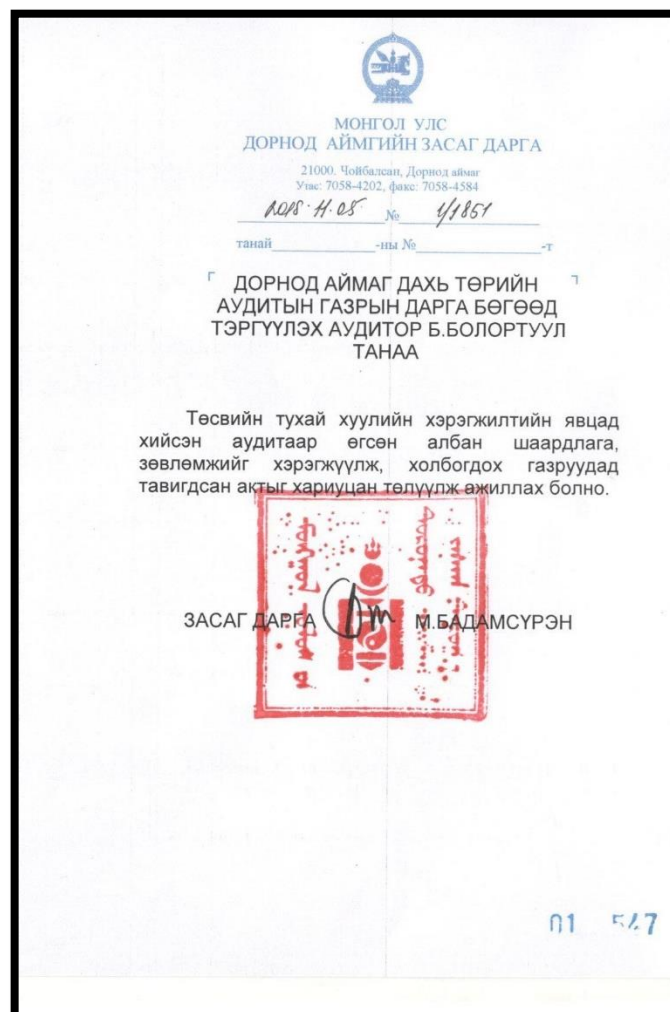 МОНГОЛ УЛС
ДОРНОД АЙМГИЙН ЗАСАГ ДАРГА
21000. Чойбалсан, Дорнод аймаг
Утас: 7058-4202, факс: 7058-4584
2015.11.05 № 1/1851
танай -ны № -т
ДОРНОД АЙМАГ ДАХЬ ТӨРИЙН
АУДИТЫН ГАЗРЫН ДАРГА БӨГӨӨД
ТЭРГҮҮЛЭХ АУДИТОР Б.БОЛОРТУУЛ
ТАНАА
Төсвийн тухай хуулийн хэрэгжилтийн явцад
хийсэн аудитаар өгсөн албан шаардлага,
зөвлөмжийг хэрэгжүүлж, холбогдох газруудад
тавигдсан актыг хариуцан төлүүлж ажиллах болно.
ЗАСАГ ДАРГА М.БАДАМСҮРЭН
01 547